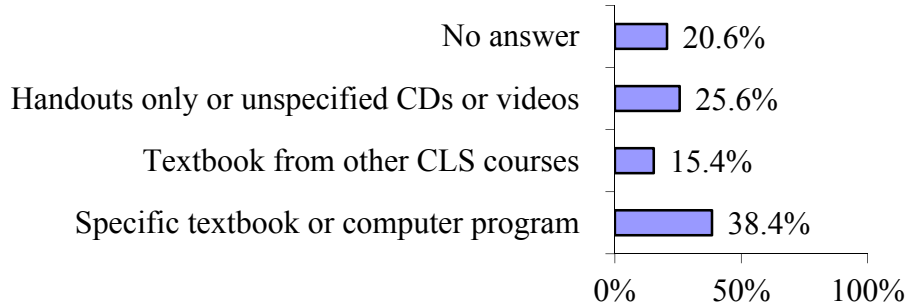 No answer 20.6%
Handouts only or unspecified CDs or videos 25.6%
Textbook from other CLS courses 15.4%
Specific textbook or computer program 38.4%
0% 50% 100%